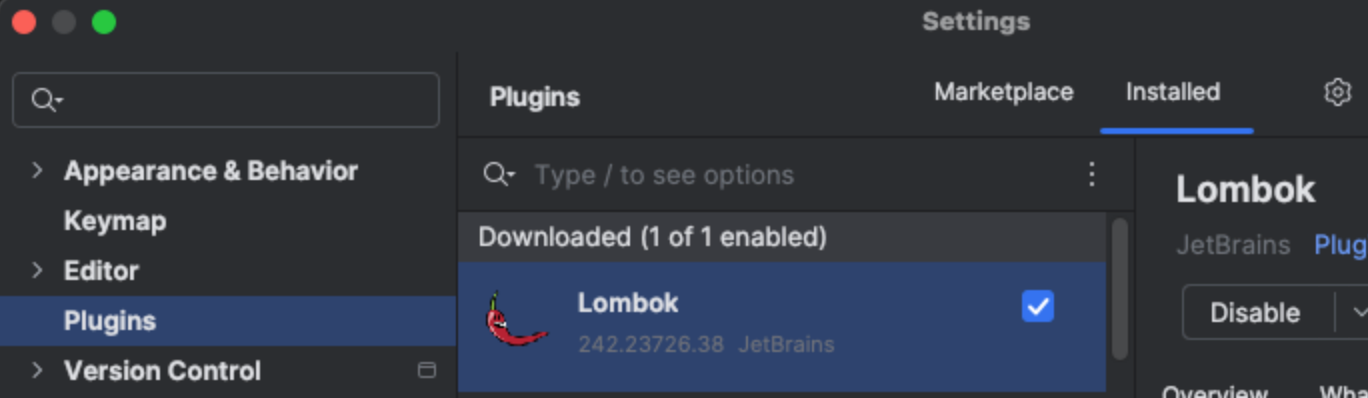 Settings
Plugins
Marketplace
Installed
Appearance & Behavior
Keymap
Editor
Plugins
Version Control
Type / to see options
Downloaded (1 of 1 enabled)
Lombok
242.23726.38 JetBrains
Lombok
JetBrains Plug
Disable
Overview Wha